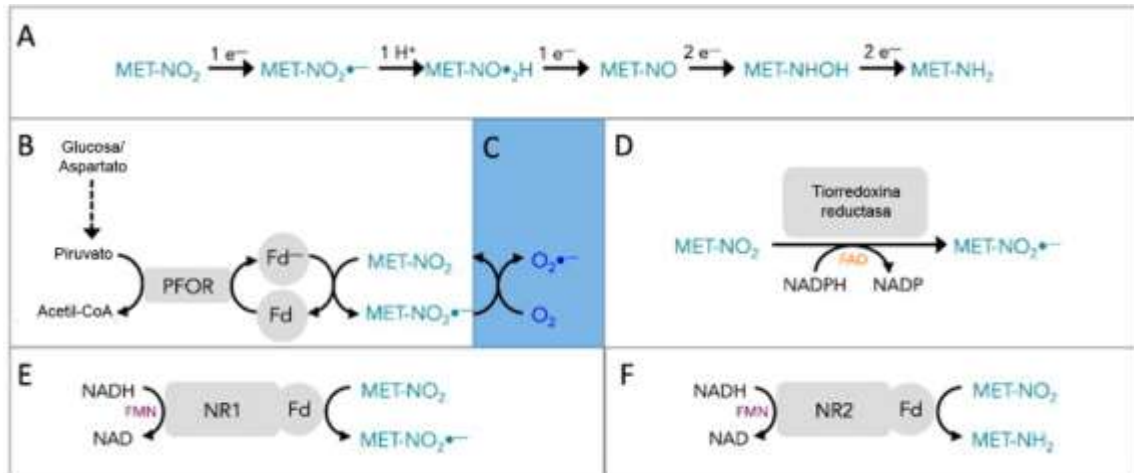 A
1 e⁻ 1 H⁺ 1 e⁻ 2 e⁻ 2 e⁻
MET-NO₂ MET-NO₂•⁻ MET-NO•₂H MET-NO MET-NHOH MET-NH₂
B
Glucosa/
Aspartato
Piruvato
PFOR
Acetil-CoA
Fd⁻
Fd
MET-NO₂
MET-NO₂•⁻
C
O₂•⁻
O₂
D
Tiorredoxina
reductasa
MET-NO₂ MET-NO₂•⁻
FAD
NADPH NADP
E
NADH
FMN
NAD
NR1 Fd
MET-NO₂
MET-NO₂•⁻
F
NADH
FMN
NAD
NR2 Fd
MET-NO₂
MET-NH₂